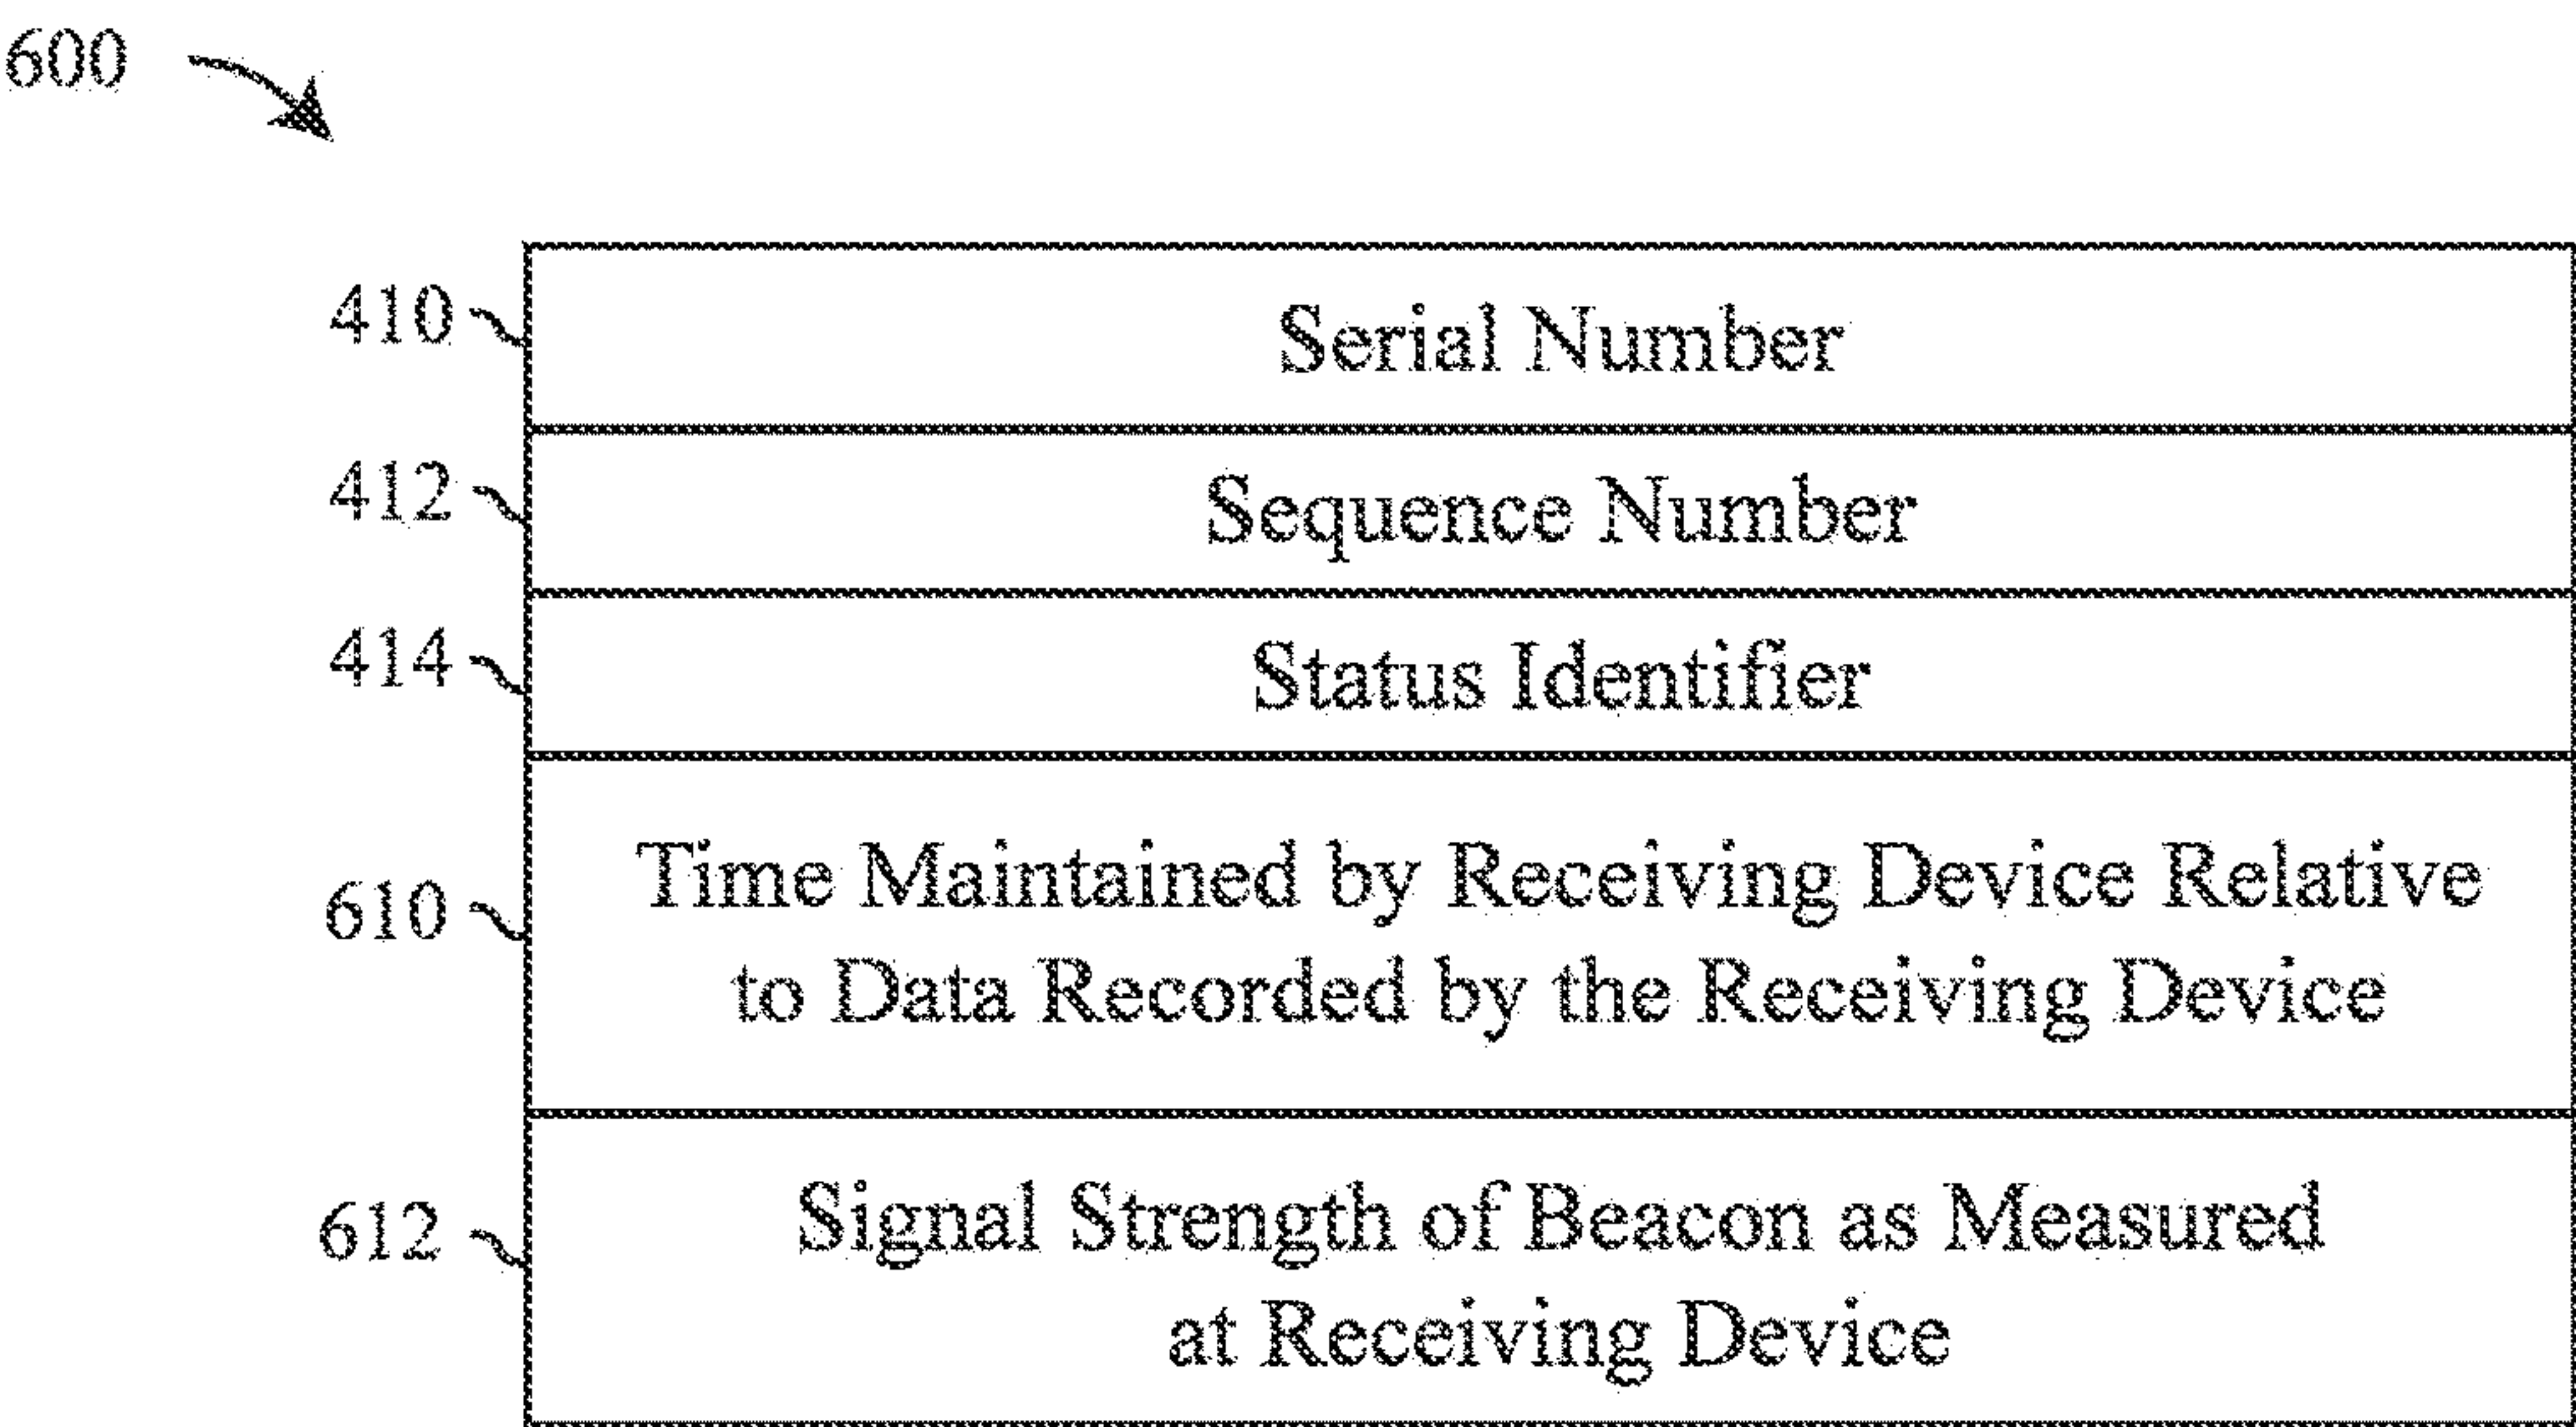 600
410 Serial Number
412 Sequence Number
414 Status Identifier
610 Time Maintained by Receiving Device Relative
to Data Recorded by the Receiving Device
612 Signal Strength of Beacon as Measured
at Receiving Device